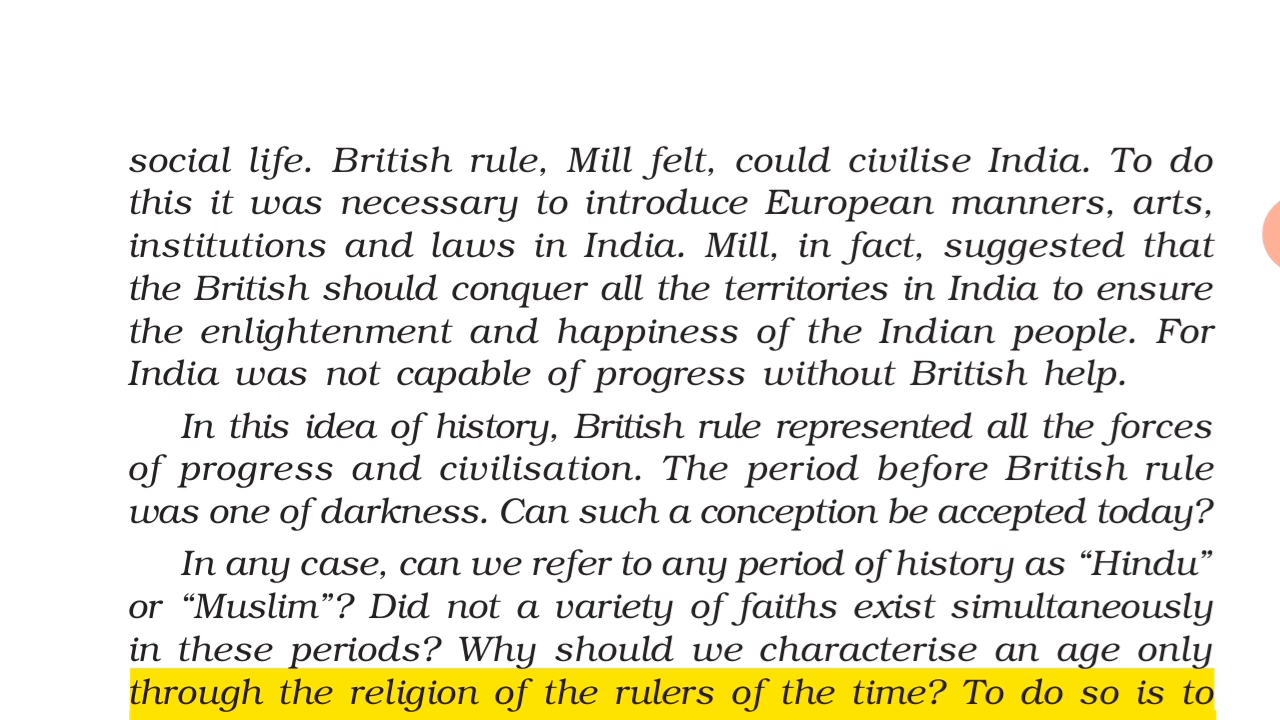 social life. British rule, Mill felt, could civilise India. To do
this it was necessary to introduce European manners, arts,
institutions and laws in India. Mill, in fact, suggested that
the British should conquer all the territories in India to ensure
the enlightenment and happiness of the Indian people. For
India was not capable of progress without British help.
In this idea of history, British rule represented all the forces
of progress and civilisation. The period before British rule
was one of darkness. Can such a conception be accepted today?
In any case, can we refer to any period of history as “Hindu”
or “Muslim”? Did not a variety of faiths exist simultaneously
in these periods? Why should we characterise an age only
through the religion of the rulers of the time? To do so is to